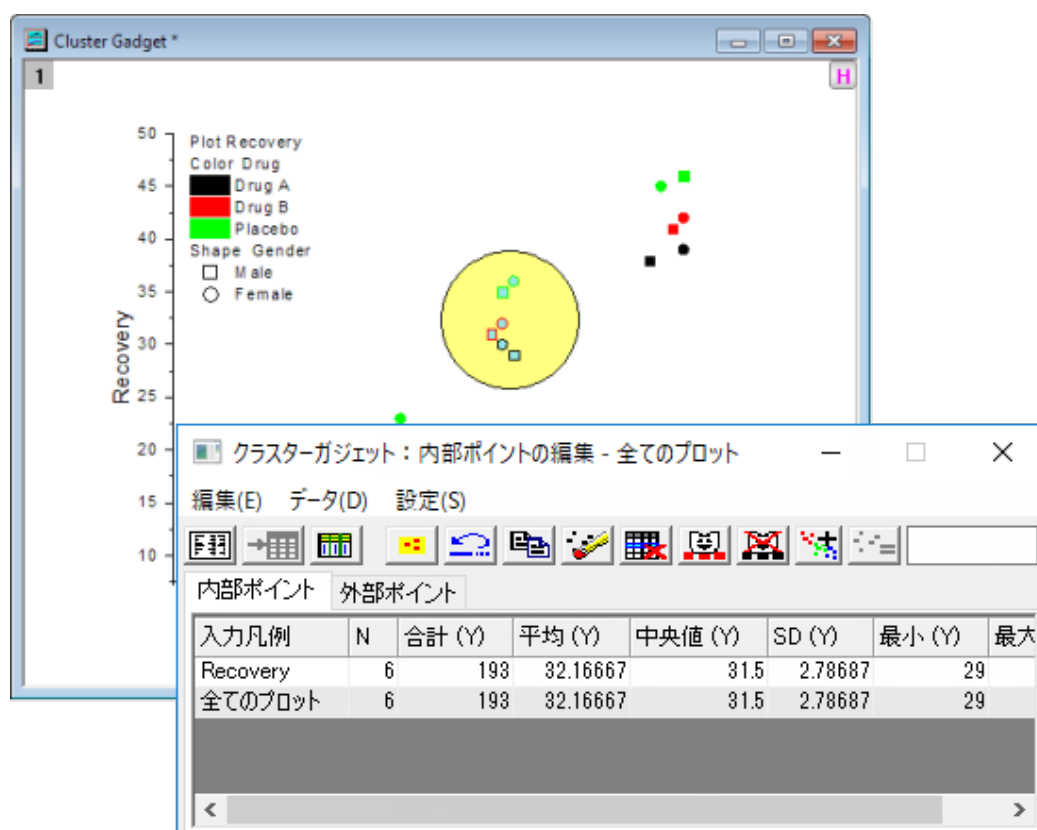 Cluster Gadget *
1
H
50
45
40
35
30
25
20
15
10
Recovery
Plot Recovery
Color Drug
Drug A
Drug B
Placebo
Shape Gender
Male
Female
クラスターガジェット：内部ポイントの編集 - 全てのプロット
編集(E) データ(D) 設定(S)
内部ポイント 外部ポイント
入力凡例 N 合計 (Y) 平均 (Y) 中央値 (Y) SD (Y) 最小 (Y) 最大
Recovery 6 193 32.16667 31.5 2.78687 29
全てのプロット 6 193 32.16667 31.5 2.78687 29